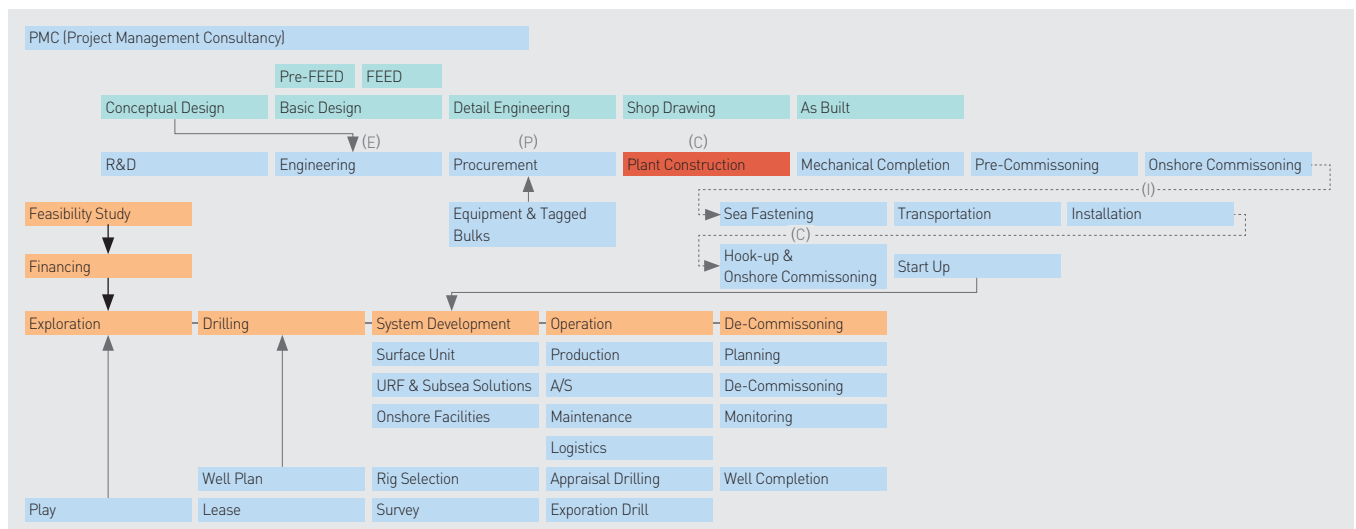 PMC (Project Management Consultancy)
Pre-FEED
FEED
Conceptual Design
Basic Design
Detail Engineering
Shop Drawing
As Built
(E)
(P)
(C)
R&D
Engineering
Procurement
Plant Construction
Mechanical Completion
Pre-Commissoning
Onshore Commissoning
(I)
Feasibility Study
Equipment & Tagged
Bulks
Sea Fastening
Transportation
Installation
(C)
Financing
Hook-up &
Onshore Commissoning
Start Up
Exploration
Drilling
System Development
Operation
De-Commissoning
Surface Unit
Production
Planning
URF & Subsea Solutions
A/S
De-Commissoning
Onshore Facilities
Maintenance
Monitoring
Logistics
Well Plan
Rig Selection
Appraisal Drilling
Well Completion
Play
Lease
Survey
Exporation Drill